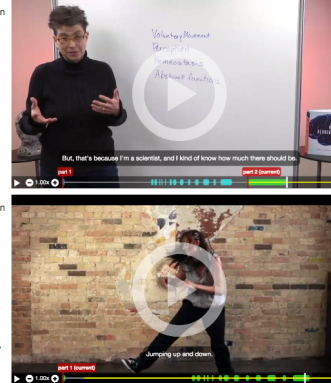 n
Voluntary Movement
Perception
Abstract functions
But, that's because I'm a scientist, and I kind of know how much there should be.
part 1
part 2 (current)
1.00x
n
Jumping up and down.
part 1 (current)
1.00x